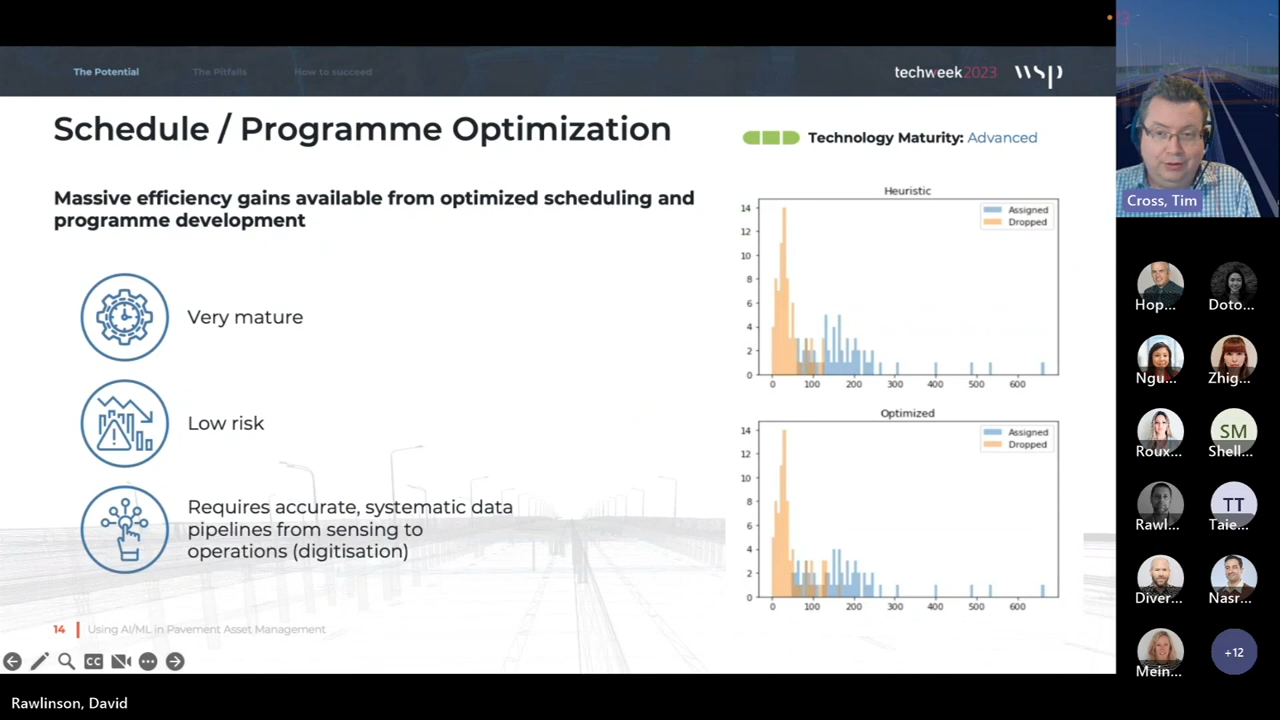 The Potential
The Pitfalls
How to succeed
techweek2023 wsp
Schedule / Programme Optimization
Technology Maturity: Advanced
Massive efficiency gains available from optimized scheduling and
programme development
Very mature
Low risk
Requires accurate, systematic data
pipelines from sensing to
operations (digitisation)
Heuristic
Assigned
Dropped
14
12
10
8
6
4
2
0
0 100 200 300 400 500 600
Optimized
Assigned
Dropped
14
12
10
8
6
4
2
0
0 100 200 300 400 500 600
14 Using AI/ML in Pavement Asset Management
CC
Cross, Tim
Hop... Doto...
Ngu... Zhig...
Roux... SM
Shell...
Rawl... TT
Taie...
Diver... Nasr...
Mein... +12
Rawlinson, David